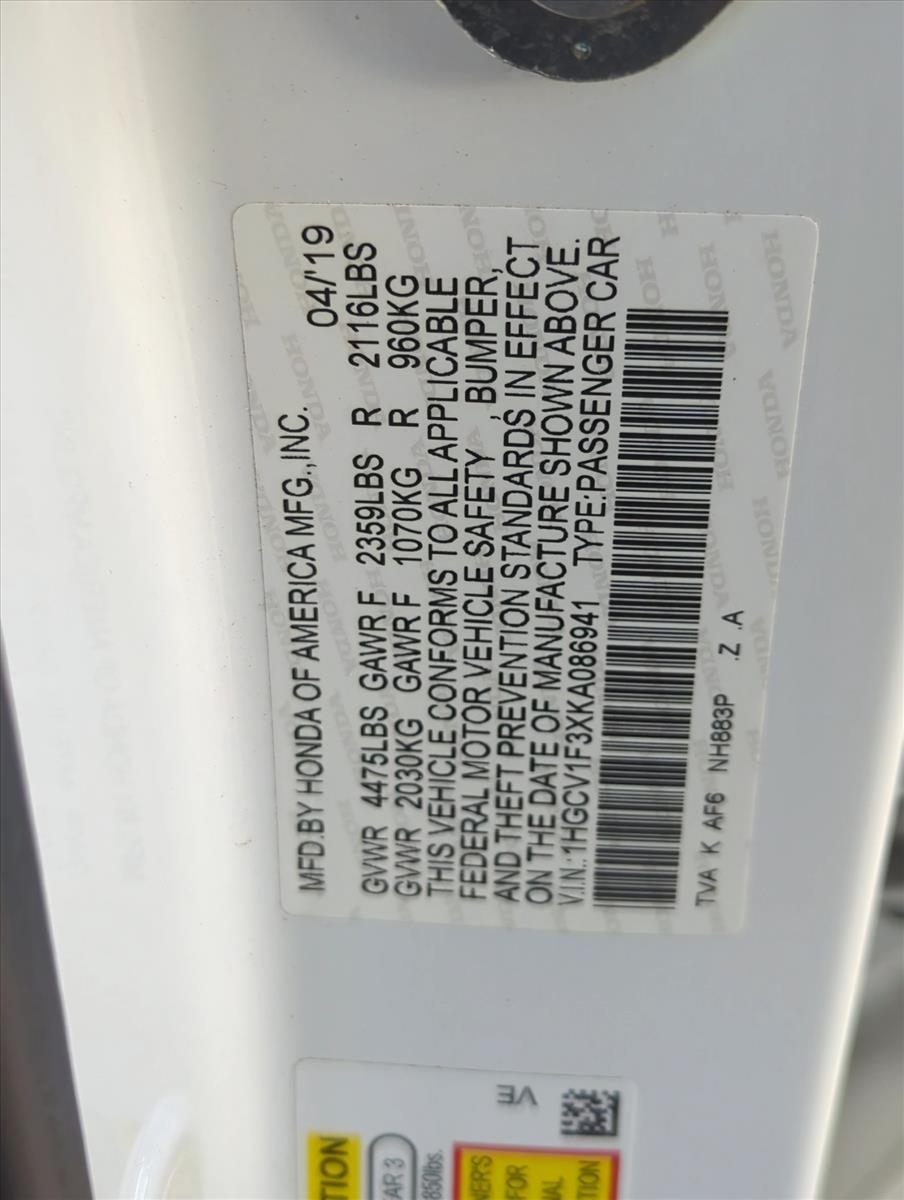 MFD.BY HONDA OF AMERICA MFG.,INC. 04/'19
GVWR 4475LBS GAWR F 2359LBS R 2116LBS
GVWR 2030KG GAWR F 1070KG R 960KG
THIS VEHICLE CONFORMS TO ALL APPLICABLE
FEDERAL MOTOR VEHICLE SAFETY , BUMPER,
AND THEFT PREVENTION STANDARDS IN EFFECT
ON THE DATE OF MANUFACTURE SHOWN ABOVE.
V.I.N.:1HGCV1F3XKA086941 TYPE:PASSENGER CAR
TVA K AF6 NH883P .Z .A
VE